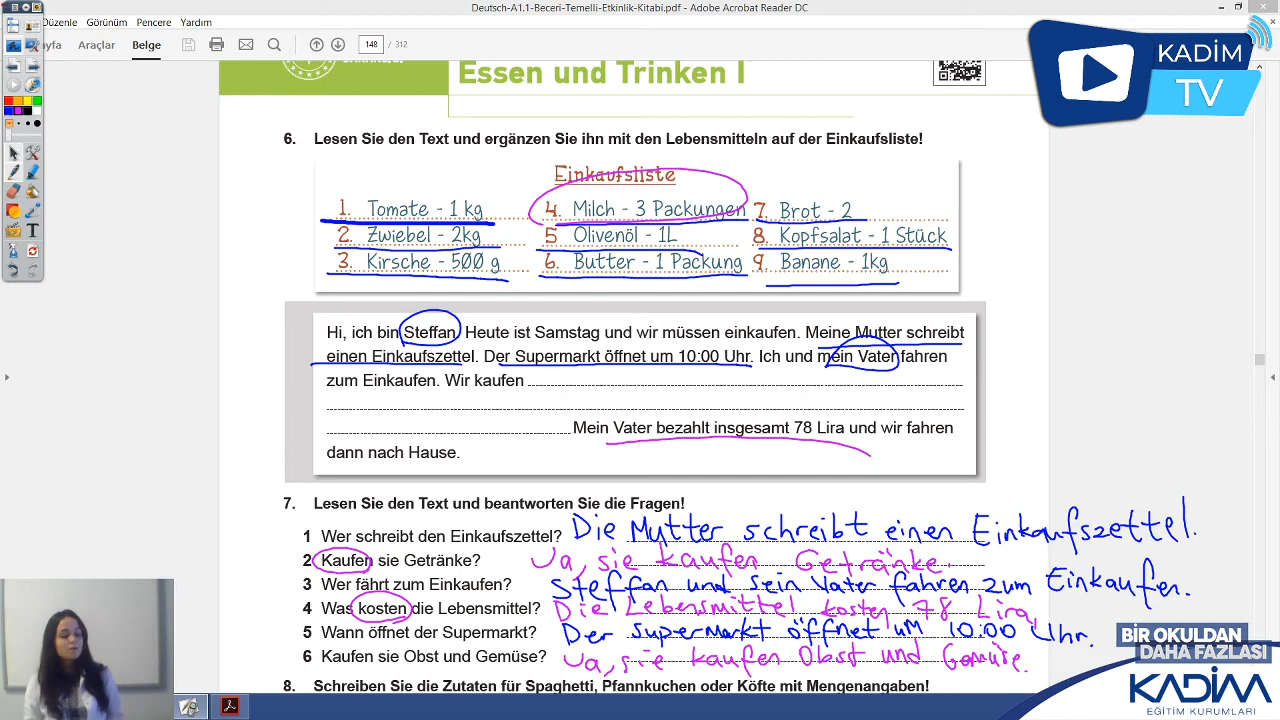 Deutsch-A1.1-Beceri-Temelli-Etkinlik-Kitabi.pdf - Adobe Acrobat Reader DC
Düzenle Görünüm Pencere Yardım
ayfa Araçlar Belge 148 / 312
KADİM
TV
Essen und Trinken I
6. Lesen Sie den Text und ergänzen Sie ihn mit den Lebensmitteln auf der Einkaufsliste!
Einkaufsliste
1. Tomate - 1 kg 4. Milch - 3 Packungen 7. Brot - 2
2. Zwiebel - 2kg 5 Olivenöl - 1L 8. Kopfsalat - 1 Stück
3. Kirsche - 500 g 6. Butter - 1 Packung 9. Banane - 1kg
Hi, ich bin Steffan. Heute ist Samstag und wir müssen einkaufen. Meine Mutter schreibt
einen Einkaufszettel. Der Supermarkt öffnet um 10:00 Uhr. Ich und mein Vater fahren
zum Einkaufen. Wir kaufen
Mein Vater bezahlt insgesamt 78 Lira und wir fahren
dann nach Hause.
7. Lesen Sie den Text und beantworten Sie die Fragen!
1 Wer schreibt den Einkaufszettel? Die Mutter schreibt einen Einkaufszettel.
2 Kaufen sie Getränke? Ja, sie kaufen Getränke.
3 Wer fährt zum Einkaufen? Steffan und sein Vater fahren zum Einkaufen.
4 Was kosten die Lebensmittel? Die Lebensmittel kosten 78 Lira
5 Wann öffnet der Supermarkt? Der supermarkt öffnet um 10:00 Uhr.
6 Kaufen sie Obst und Gemüse? Ja, sie kaufen Obst und Gemüse.
8. Schreiben Sie die Zutaten für Spaghetti, Pfannkuchen oder Köfte mit Mengenangaben!
BİR OKULDAN
DAHA FAZLASI
KADİM
EĞİTİM KURUMLARI